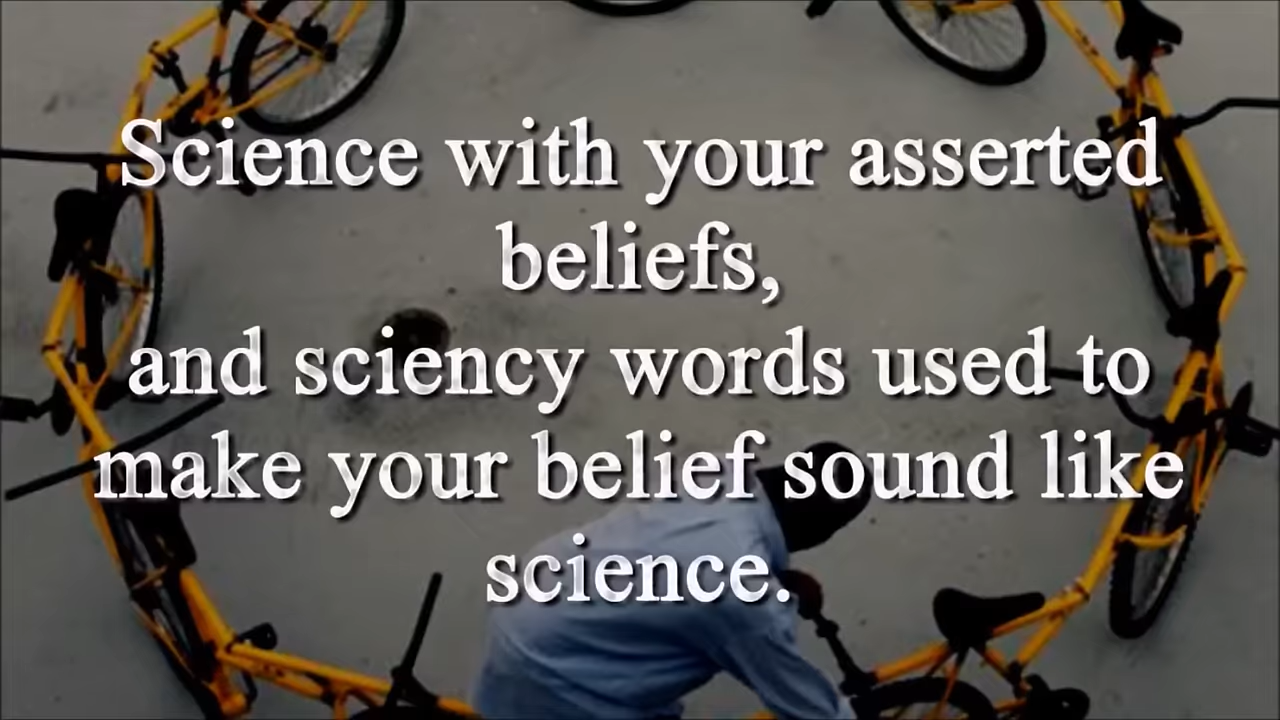 Science with your asserted
beliefs,
and sciency words used to
make your belief sound like
science.